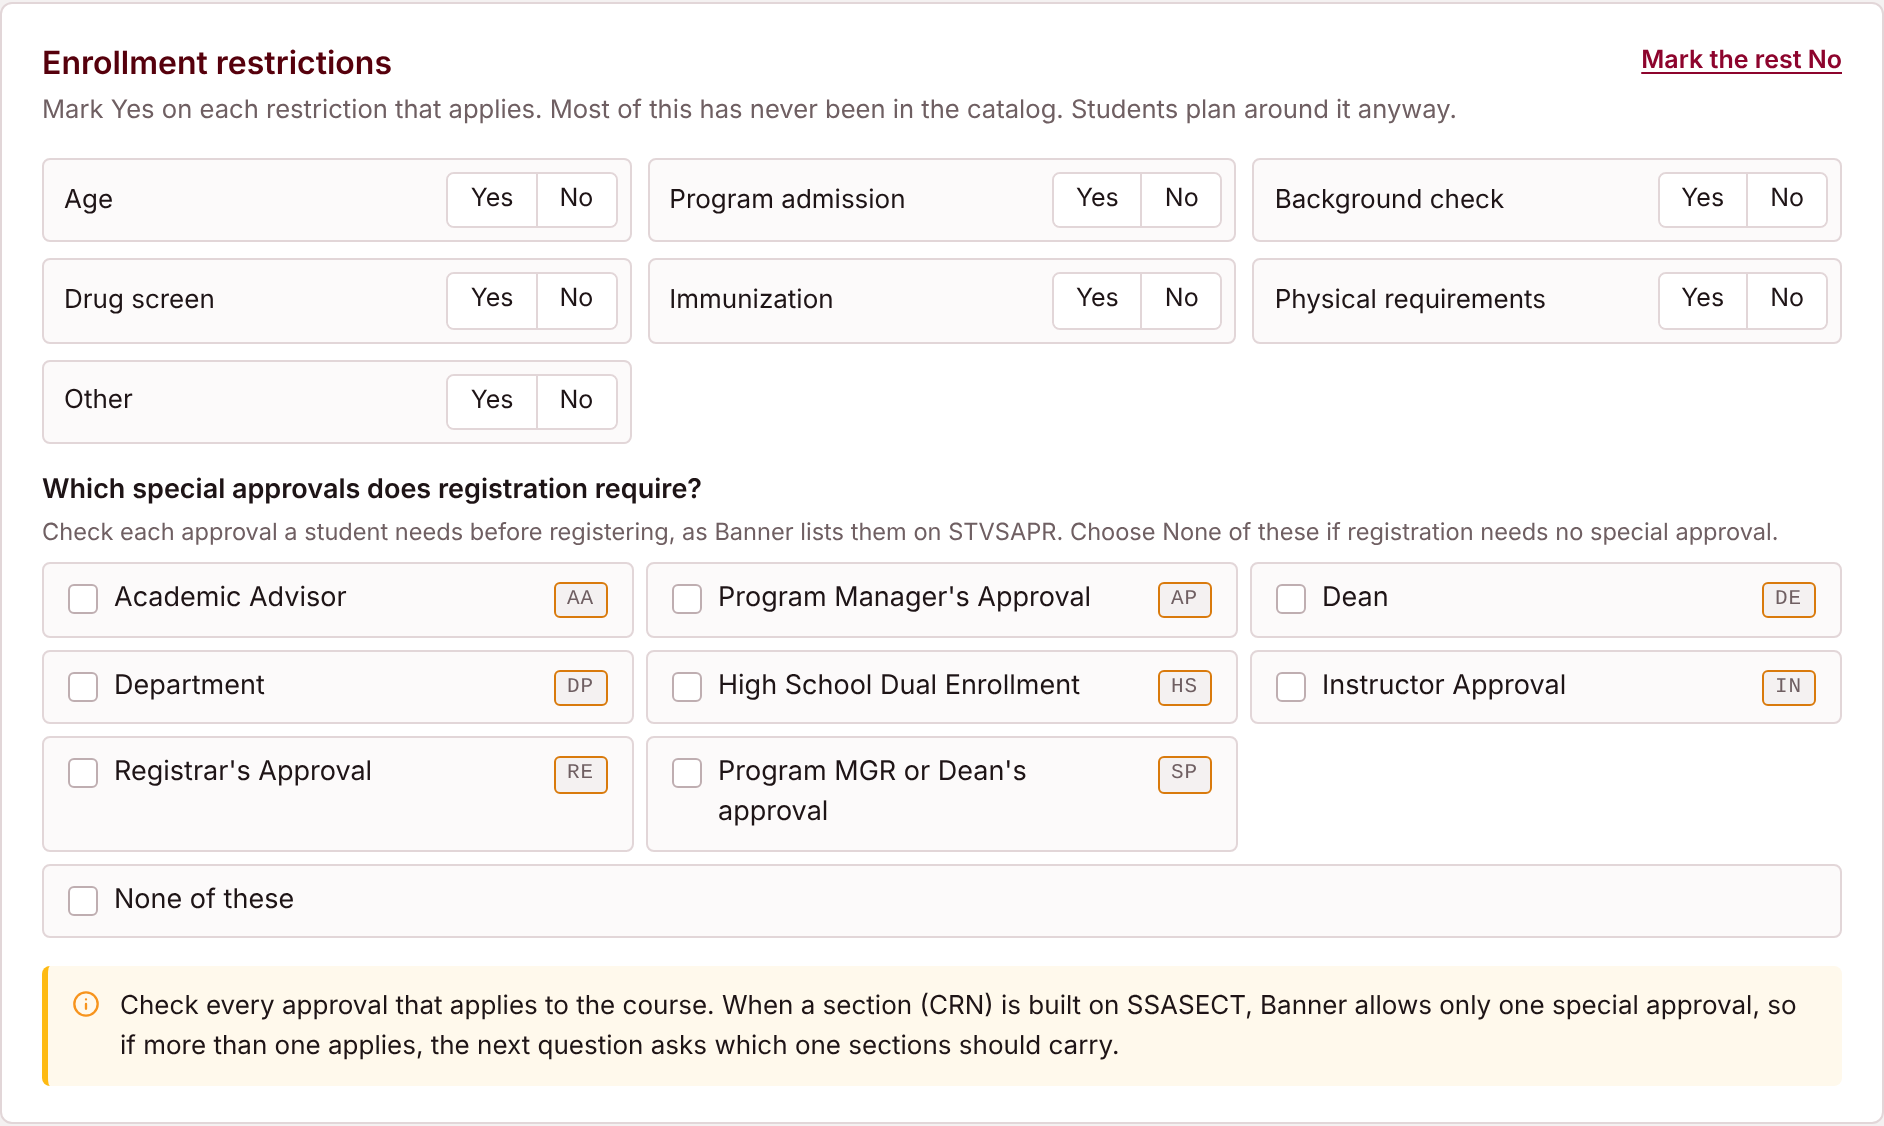 Enrollment restrictions
Mark the rest No
Mark Yes on each restriction that applies. Most of this has never been in the catalog. Students plan around it anyway.
Age Yes No
Program admission Yes No
Background check Yes No
Drug screen Yes No
Immunization Yes No
Physical requirements Yes No
Other Yes No
Which special approvals does registration require?
Check each approval a student needs before registering, as Banner lists them on STVSAPR. Choose None of these if registration needs no special approval.
Academic Advisor AA
Program Manager's Approval AP
Dean DE
Department DP
High School Dual Enrollment HS
Instructor Approval IN
Registrar's Approval RE
Program MGR or Dean's SP
approval
None of these
Check every approval that applies to the course. When a section (CRN) is built on SSASECT, Banner allows only one special approval, so
if more than one applies, the next question asks which one sections should carry.